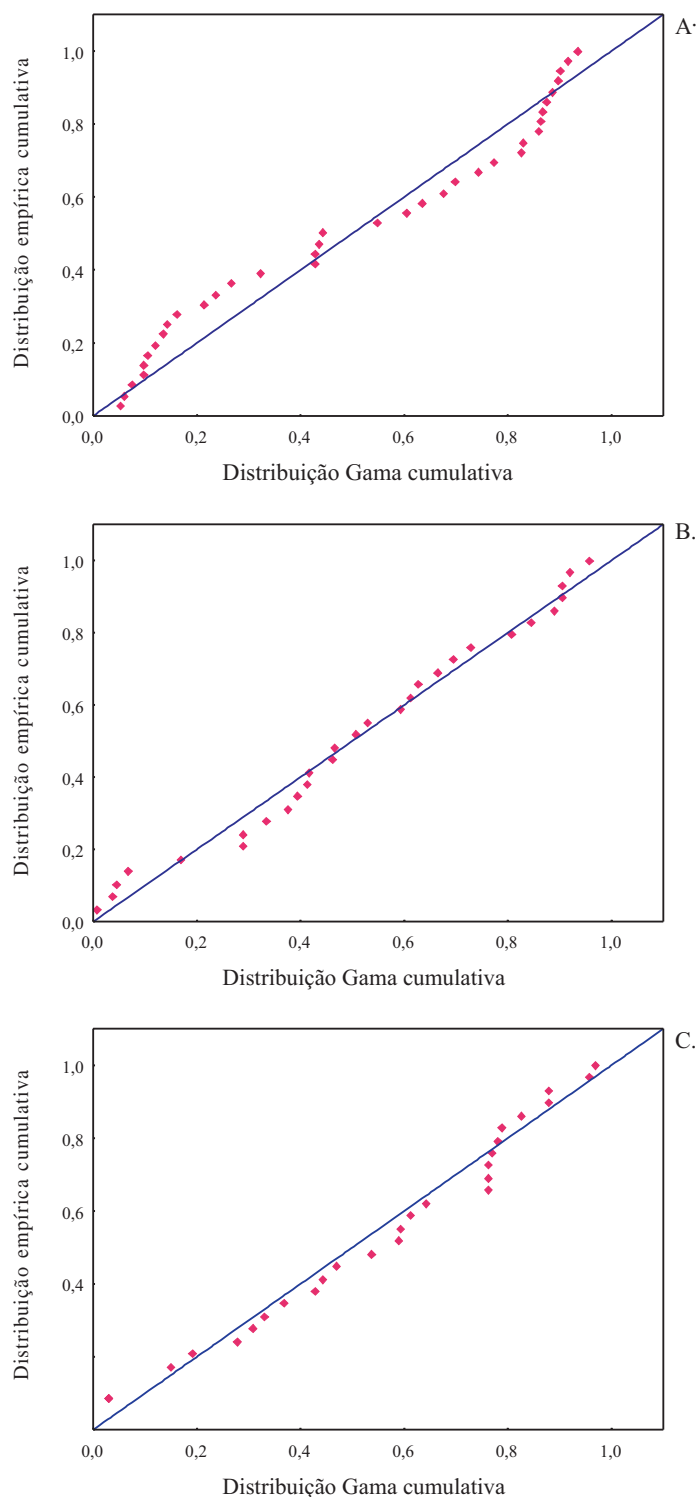 A.
1,0
0,8
0,6
0,4
0,2
0,0
Distribuição empírica cumulativa
0,0 0,2 0,4 0,6 0,8 1,0
Distribuição Gama cumulativa
B.
1,0
0,8
0,6
0,4
0,2
0,0
Distribuição empírica cumulativa
0,0 0,2 0,4 0,6 0,8 1,0
Distribuição Gama cumulativa
C.
1,0
0,8
0,6
0,4
Distribuição empírica cumulativa
0,0 0,2 0,4 0,6 0,8 1,0
Distribuição Gama cumulativa